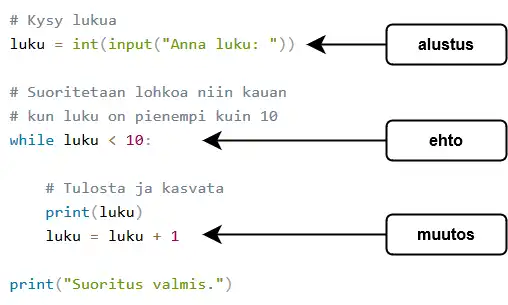 # Kysy lukua
luku = int(input("Anna luku: "))
alustus
# Suoritetaan lohkoa niin kauan
# kun luku on pienempi kuin 10
while luku < 10:
ehto
# Tulosta ja kasvata
print(luku)
luku = luku + 1
muutos
print("Suoritus valmis.")